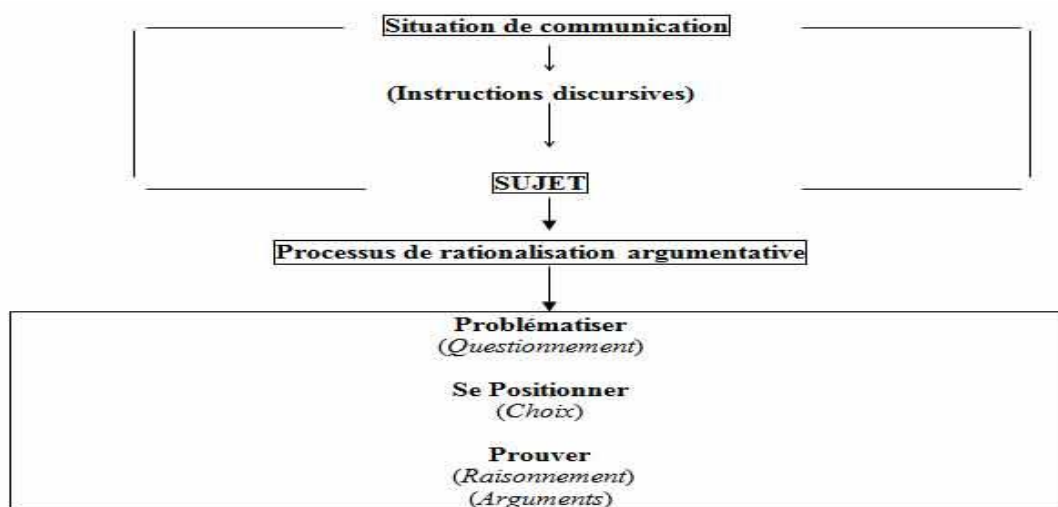 Situation de communication
(Instructions discursives)
SUJET
Processus de rationalisation argumentative
Problématiser
(Questionnement)
Se Positionner
(Choix)
Prouver
(Raisonnement)
(Arguments)